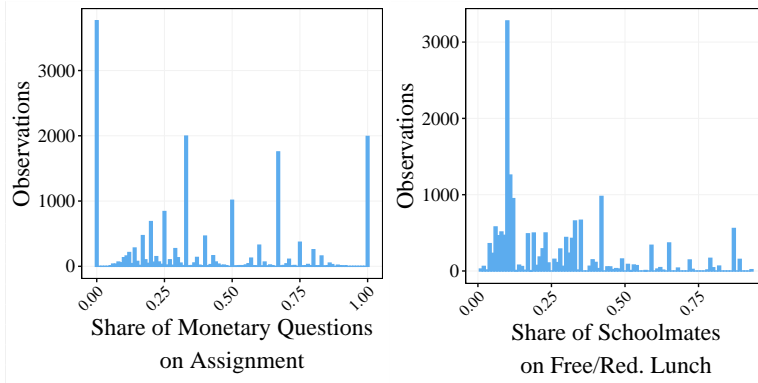 Observations
3000
2000
1000
0
0.00
0.25
0.50
0.75
1.00
Share of Monetary Questions
on Assignment
Observations
3000
2000
1000
0
0.00
0.25
0.50
0.75
Share of Schoolmates
on Free/Red. Lunch